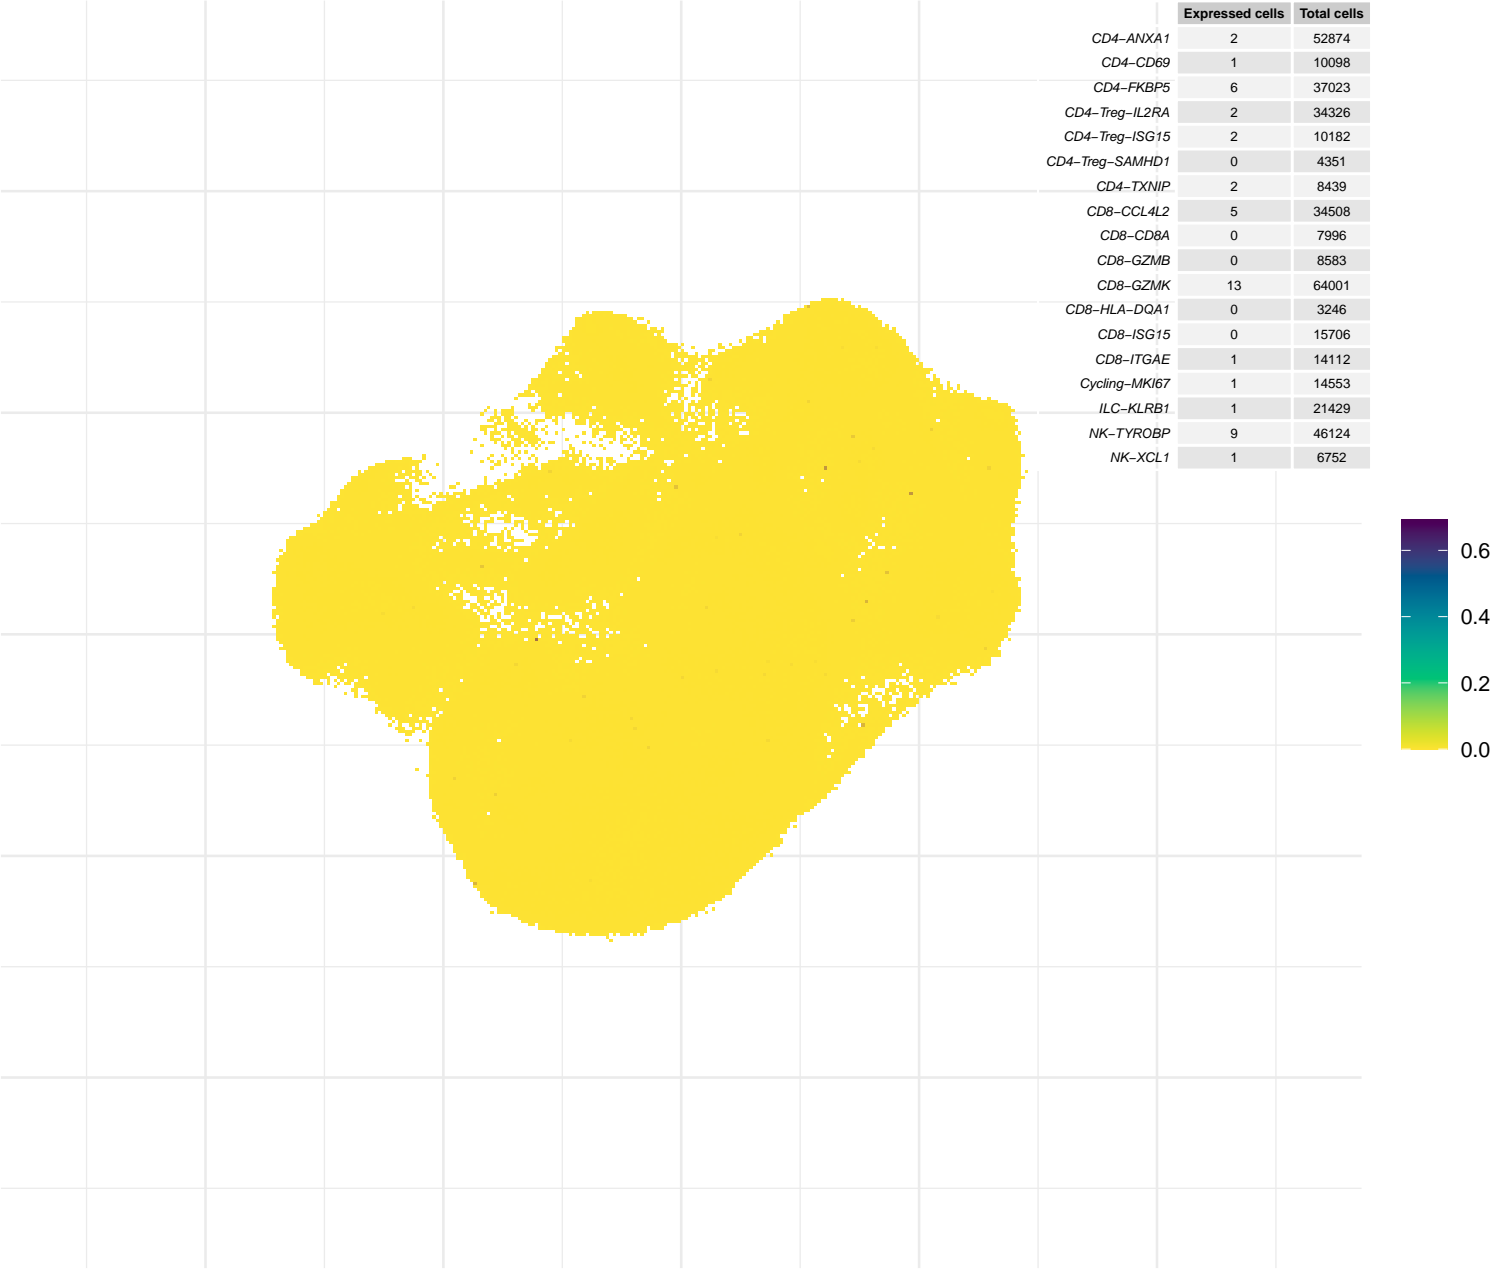 Expressed cells Total cells
CD4−ANXA1 2 52874
CD4−CD69 1 10098
CD4−FKBP5 6 37023
CD4−Treg−IL2RA 2 34326
CD4−Treg−ISG15 2 10182
CD4−Treg−SAMHD1 0 4351
CD4−TXNIP 2 8439
CD8−CCL4L2 5 34508
CD8−CD8A 0 7996
CD8−GZMB 0 8583
CD8−GZMK 13 64001
CD8−HLA−DQA1 0 3246
CD8−ISG15 0 15706
CD8−ITGAE 1 14112
Cycling−MKI67 1 14553
ILC−KLRB1 1 21429
NK−TYROBP 9 46124
NK−XCL1 1 6752
0.6
0.4
0.2
0.0